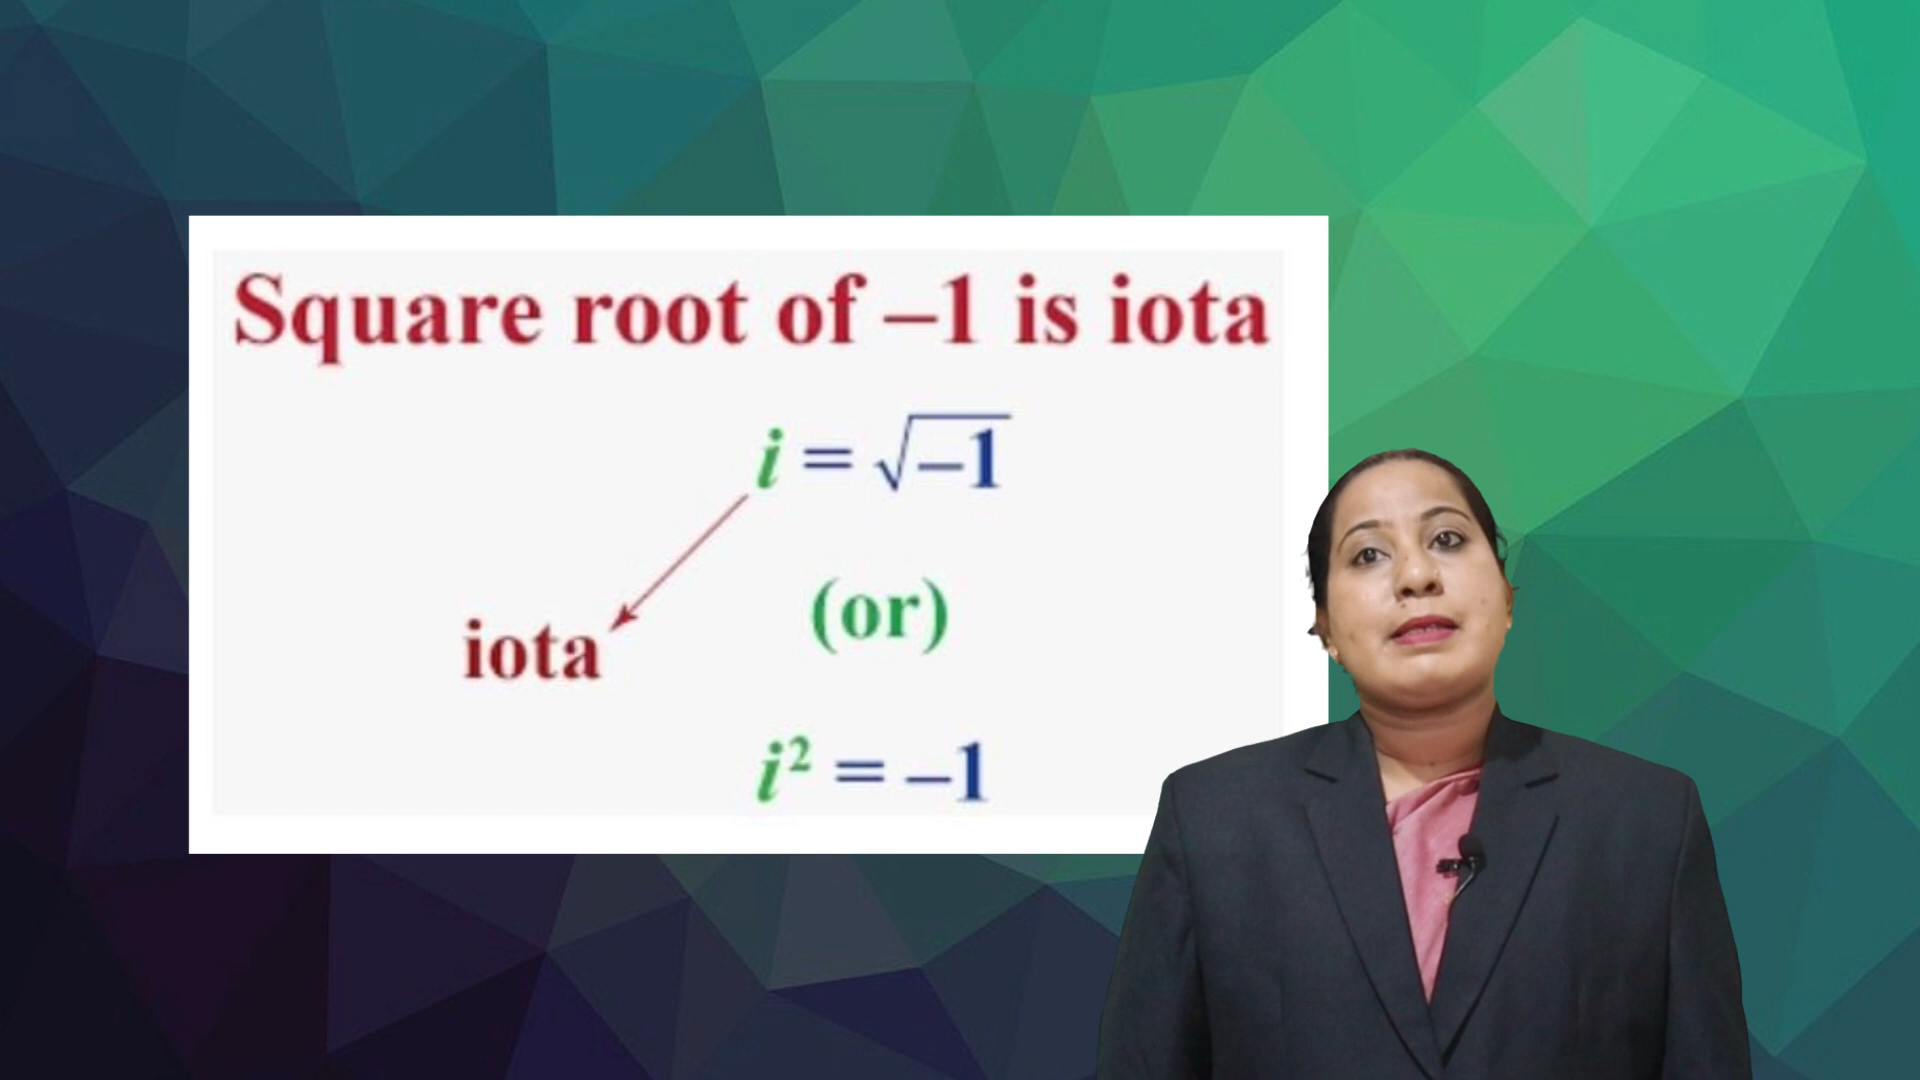 Square root of –1 is iota
i = √–1
iota
(or)
i² = –1